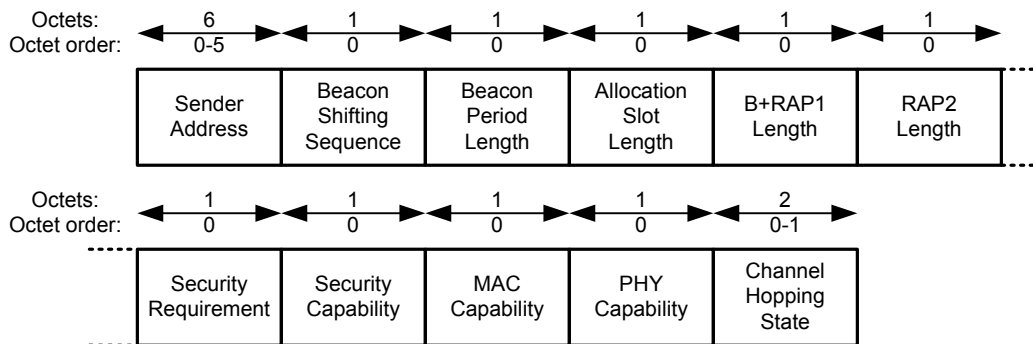 Octets: 6 1 1 1 1 1
Octet order: 0-5 0 0 0 0 0
Sender Address
Beacon Shifting Sequence
Beacon Period Length
Allocation Slot Length
B+RAP1 Length
RAP2 Length
Octets: 1 1 1 1 2
Octet order: 0 0 0 0 0-1
Security Requirement
Security Capability
MAC Capability
PHY Capability
Channel Hopping State